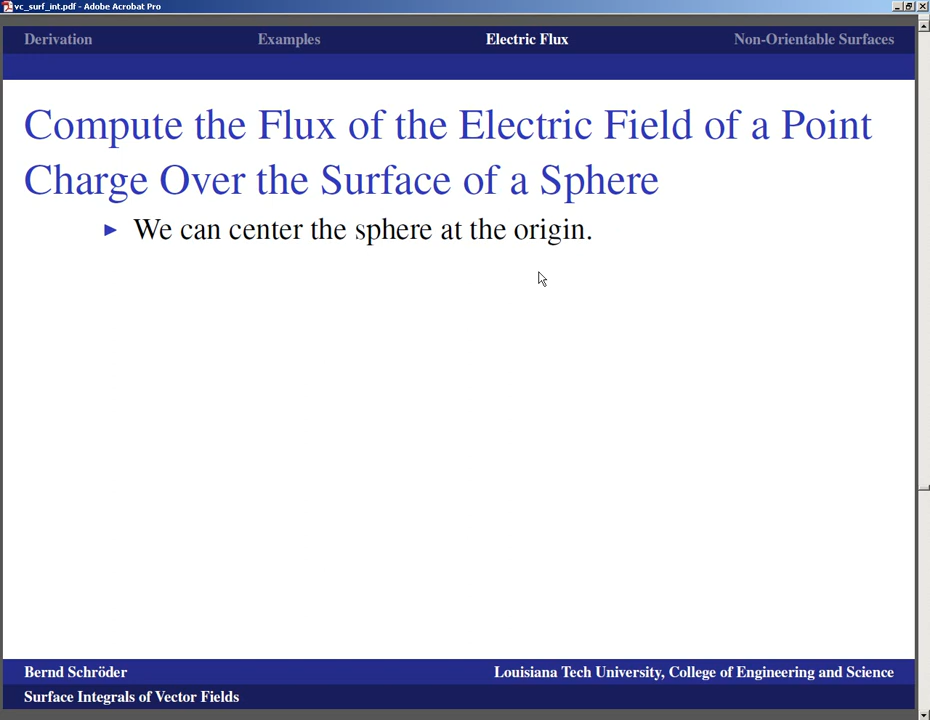 vc_surf_int.pdf - Adobe Acrobat Pro
Derivation Examples Electric Flux Non-Orientable Surfaces
Compute the Flux of the Electric Field of a Point
Charge Over the Surface of a Sphere
We can center the sphere at the origin.
Bernd Schröder Louisiana Tech University, College of Engineering and Science
Surface Integrals of Vector Fields